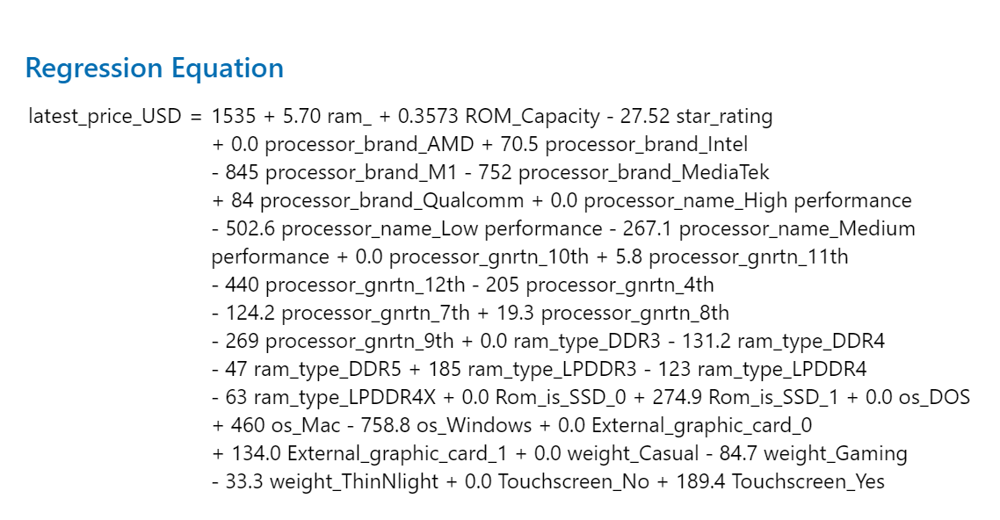 Regression Equation
latest_price_USD = 1535 + 5.70 ram_ + 0.3573 ROM_Capacity - 27.52 star_rating
+ 0.0 processor_brand_AMD + 70.5 processor_brand_Intel
- 845 processor_brand_M1 - 752 processor_brand_MediaTek
+ 84 processor_brand_Qualcomm + 0.0 processor_name_High performance
- 502.6 processor_name_Low performance - 267.1 processor_name_Medium
performance + 0.0 processor_gnrtn_10th + 5.8 processor_gnrtn_11th
- 440 processor_gnrtn_12th - 205 processor_gnrtn_4th
- 124.2 processor_gnrtn_7th + 19.3 processor_gnrtn_8th
- 269 processor_gnrtn_9th + 0.0 ram_type_DDR3 - 131.2 ram_type_DDR4
- 47 ram_type_DDR5 + 185 ram_type_LPDDR3 - 123 ram_type_LPDDR4
- 63 ram_type_LPDDR4X + 0.0 Rom_is_SSD_0 + 274.9 Rom_is_SSD_1 + 0.0 os_DOS
+ 460 os_Mac - 758.8 os_Windows + 0.0 External_graphic_card_0
+ 134.0 External_graphic_card_1 + 0.0 weight_Casual - 84.7 weight_Gaming
- 33.3 weight_ThinNlight + 0.0 Touchscreen_No + 189.4 Touchscreen_Yes